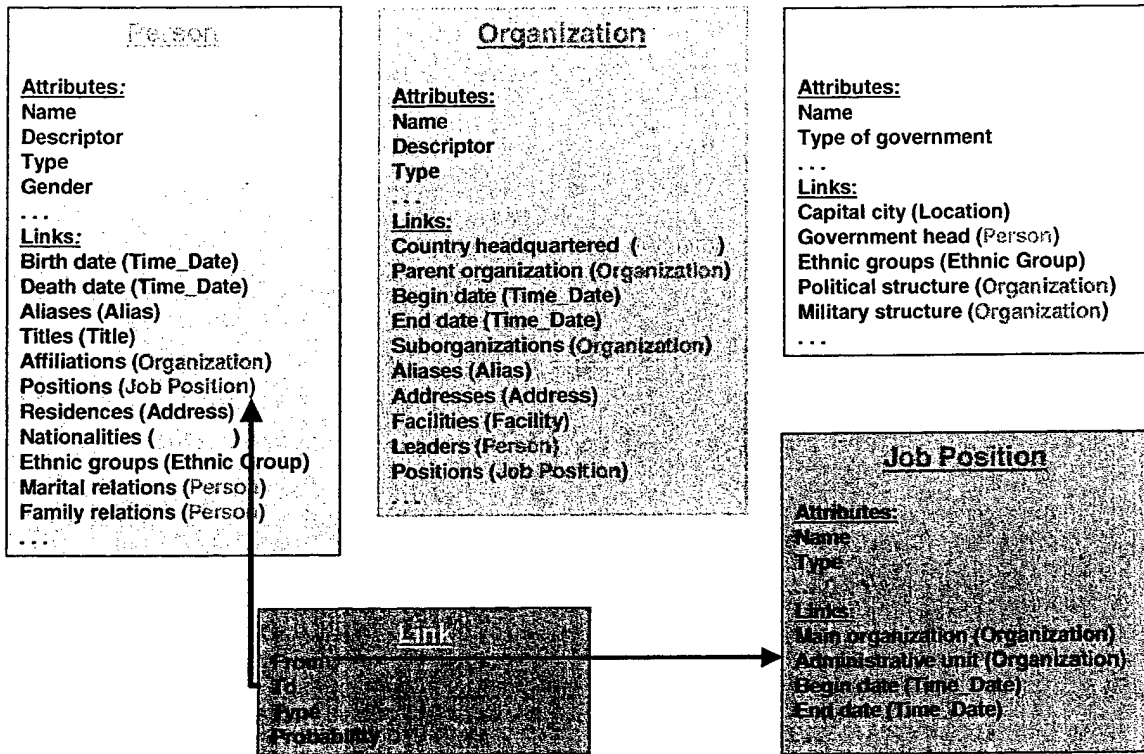 Person
Attributes:
Name
Descriptor
Type
Gender
...
Links:
Birth date (Time_Date)
Death date (Time_Date)
Aliases (Alias)
Titles (Title)
Affiliations (Organization)
Positions (Job Position)
Residences (Address)
Nationalities ( )
Ethnic groups (Ethnic Group)
Marital relations (Person)
Family relations (Person)
...
Organization
Attributes:
Name
Descriptor
Type
...
Links:
Country headquartered ( )
Parent organization (Organization)
Begin date (Time_Date)
End date (Time_Date)
Suborganizations (Organization)
Aliases (Alias)
Addresses (Address)
Facilities (Facility)
Leaders (Person)
Positions (Job Position)
...
Attributes:
Name
Type of government
...
Links:
Capital city (Location)
Government head (Person)
Ethnic groups (Ethnic Group)
Political structure (Organization)
Military structure (Organization)
...
Link
From
To
Type
Probability
Job Position
Attributes:
Name
Type
...
Links:
Main organization (Organization)
Administrative unit (Organization)
Begin date (Time_Date)
End date (Time_Date)
...